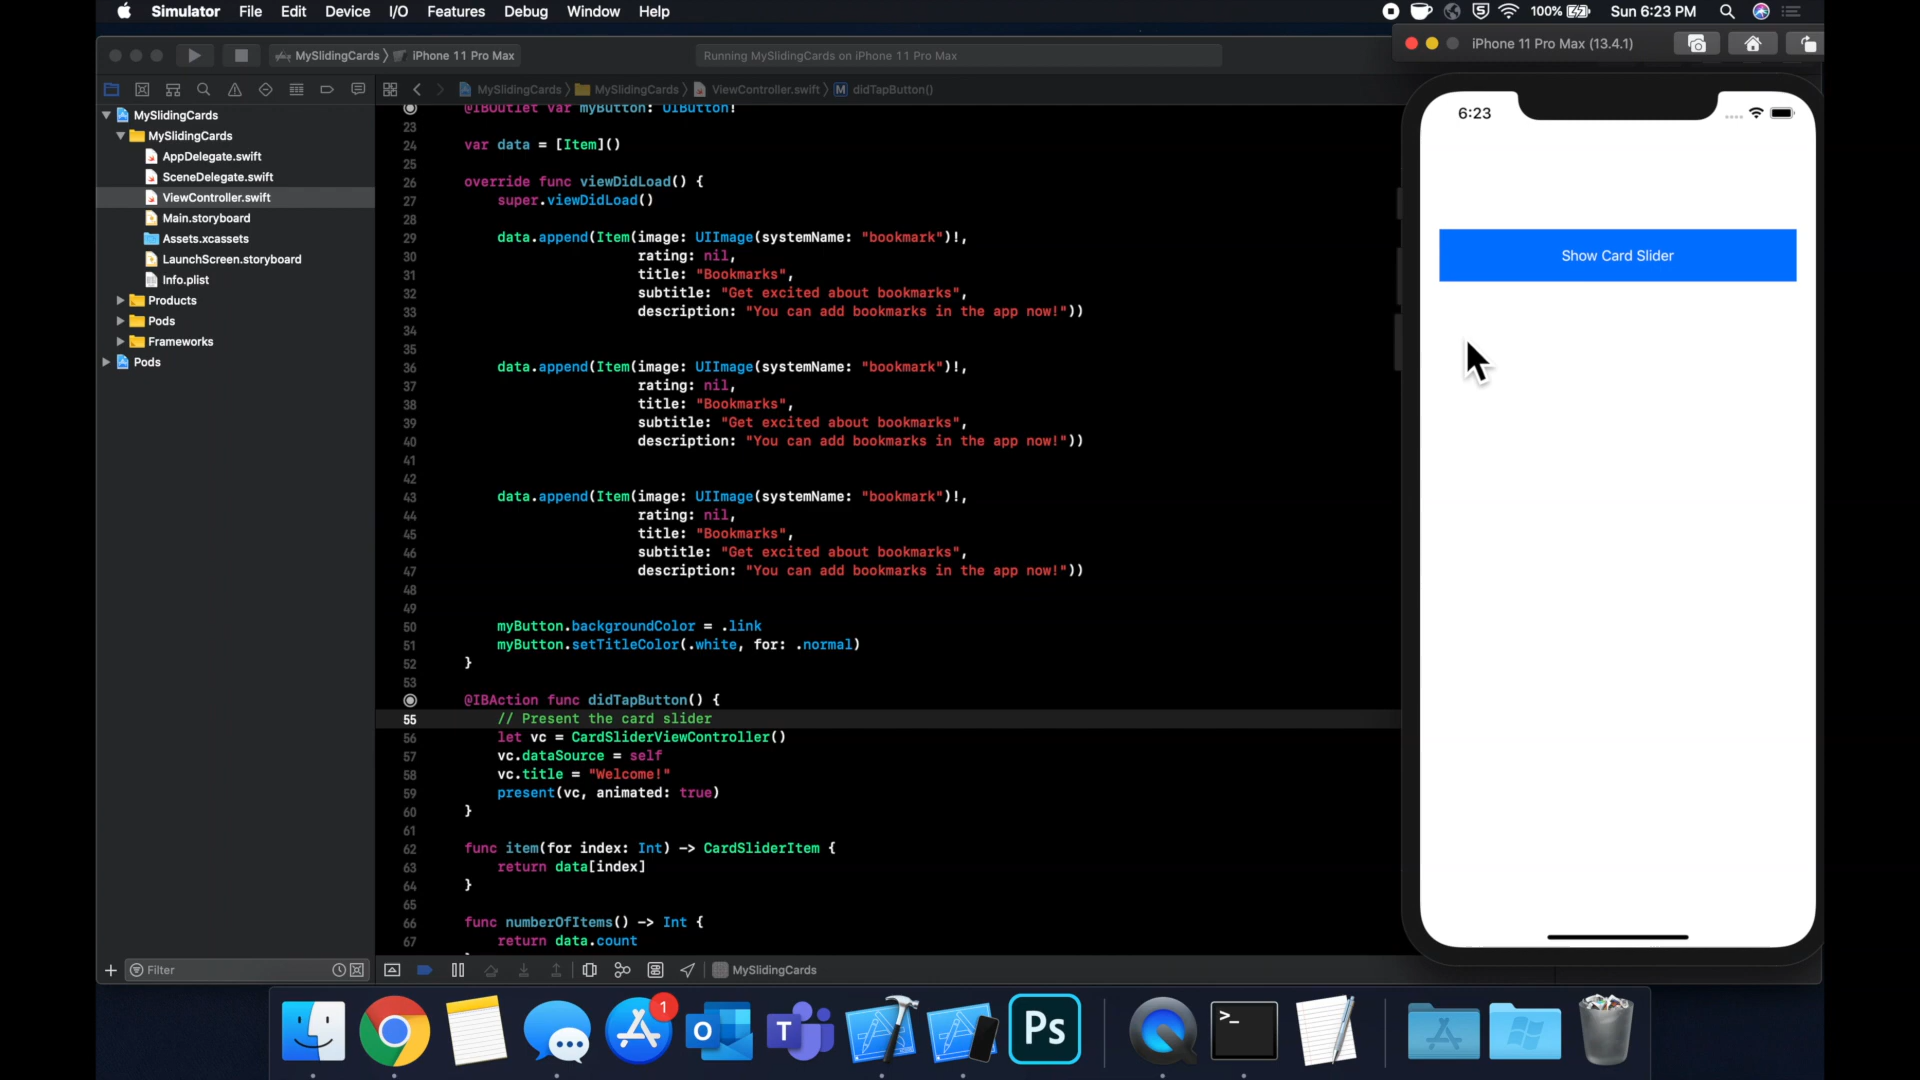 Simulator File Edit Device I/O Features Debug Window Help
100% Sun 6:23 PM
MySlidingCards iPhone 11 Pro Max
Running MySlidingCards on iPhone 11 Pro Max
iPhone 11 Pro Max (13.4.1)
MySlidingCards MySlidingCards ViewController.swift M didTapButton()
MySlidingCards
MySlidingCards
AppDelegate.swift
SceneDelegate.swift
ViewController.swift
Main.storyboard
Assets.xcassets
LaunchScreen.storyboard
Info.plist
Products
Pods
Frameworks
Pods
@IBOutlet var myButton: UIButton!
23
24 var data = [Item]()
25
26 override func viewDidLoad() {
27 super.viewDidLoad()
28
29 data.append(Item(image: UIImage(systemName: "bookmark")!,
30 rating: nil,
31 title: "Bookmarks",
32 subtitle: "Get excited about bookmarks",
33 description: "You can add bookmarks in the app now!"))
34
35
36 data.append(Item(image: UIImage(systemName: "bookmark")!,
37 rating: nil,
38 title: "Bookmarks",
39 subtitle: "Get excited about bookmarks",
40 description: "You can add bookmarks in the app now!"))
41
42
43 data.append(Item(image: UIImage(systemName: "bookmark")!,
44 rating: nil,
45 title: "Bookmarks",
46 subtitle: "Get excited about bookmarks",
47 description: "You can add bookmarks in the app now!"))
48
49
50 myButton.backgroundColor = .link
51 myButton.setTitleColor(.white, for: .normal)
52 }
53
@IBAction func didTapButton() {
55 // Present the card slider
56 let vc = CardSliderViewController()
57 vc.dataSource = self
58 vc.title = "Welcome!"
59 present(vc, animated: true)
60 }
61
62 func item(for index: Int) -> CardSliderItem {
63 return data[index]
64 }
65
66 func numberOfItems() -> Int {
67 return data.count
6:23
Show Card Slider
Filter
MySlidingCards
1
O
T
Ps
>_